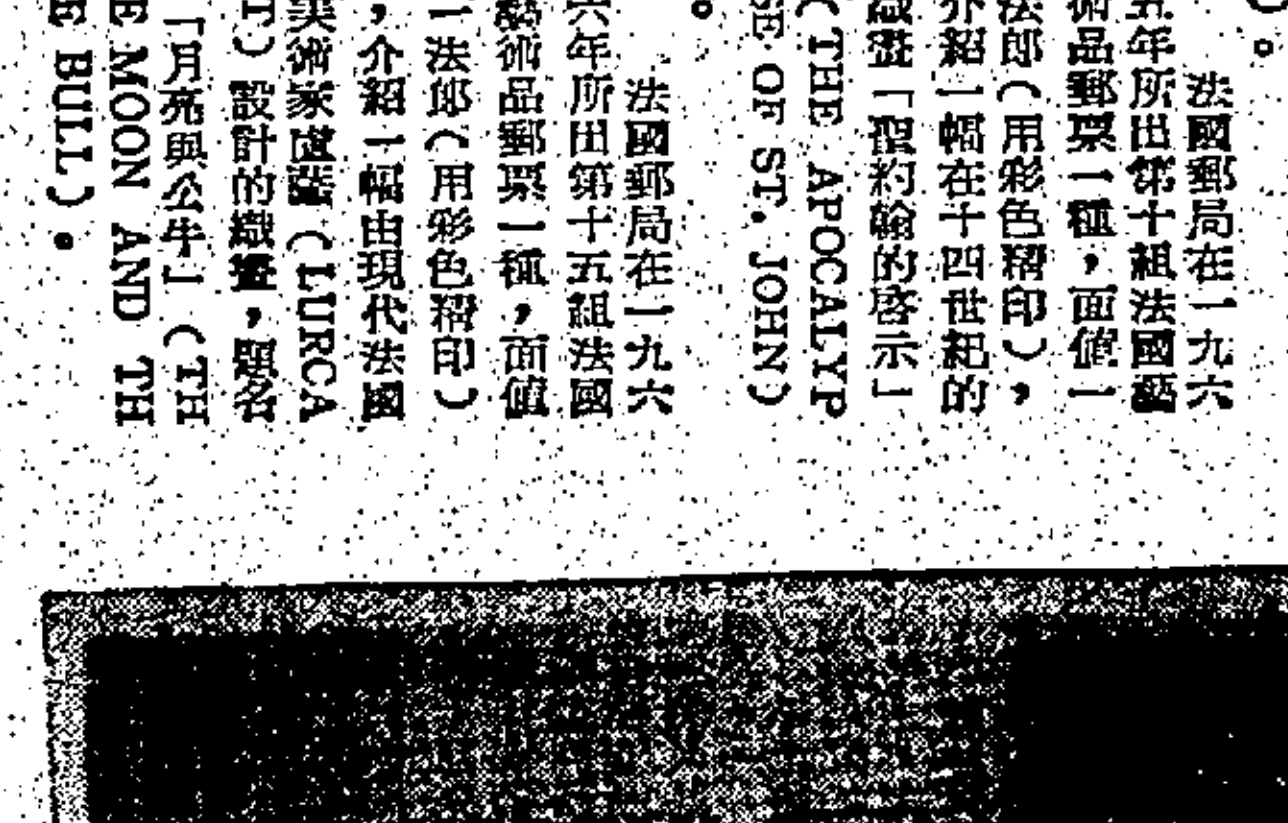 ）。
法國郵局在一九六
五年所出第十組法國藝
術品郵票一種，面値一
法郎（用彩色褶印），
介紹一幅在十四世紀的
織畫「聖約翰的啓示」
（THE APOCALYP
SE OF ST. JOHN）
。
法國郵局在一九六
六年所出第十五組法國
藝術品郵票一種，面値
一法郎（用彩色褶印）
，介紹一幅由現代法國
美術家盧薩（LURCA
T）設計的織畫，題名
「月亮與公牛」（TH
E MOON AND TH
E BULL）。